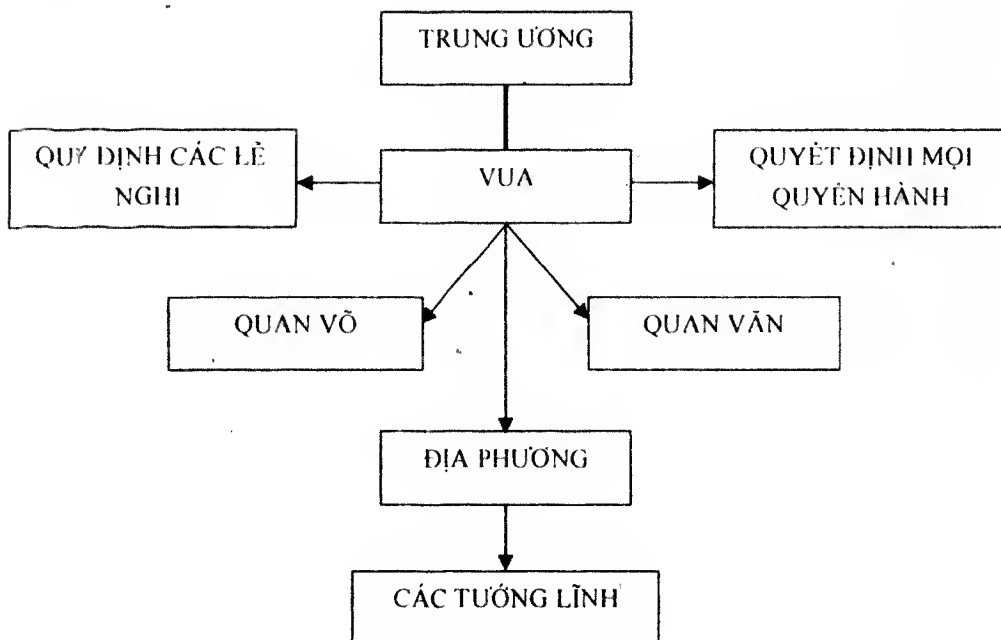 TRUNG ƯƠNG
QUY ĐỊNH CÁC LỄ
NGHI
VUA
QUYẾT ĐỊNH MỌI
QUYỀN HÀNH
QUAN VÕ
QUAN VĂN
ĐỊA PHƯƠNG
CÁC TƯỚNG LĨNH